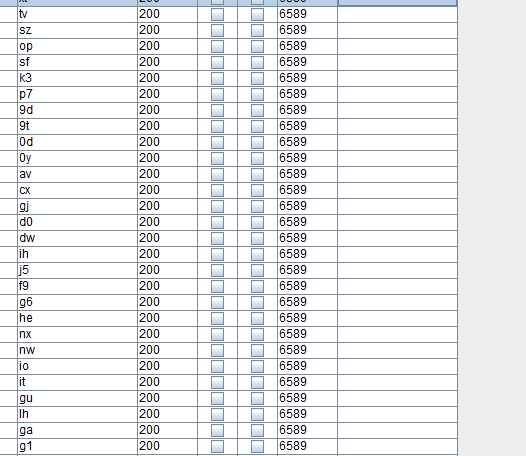 tv 200 6589
sz 200 6589
op 200 6589
sf 200 6589
k3 200 6589
p7 200 6589
9d 200 6589
9t 200 6589
0d 200 6589
0y 200 6589
av 200 6589
cx 200 6589
gj 200 6589
d0 200 6589
dw 200 6589
ih 200 6589
j5 200 6589
f9 200 6589
g6 200 6589
he 200 6589
nx 200 6589
nw 200 6589
io 200 6589
it 200 6589
gu 200 6589
lh 200 6589
ga 200 6589
g1 200 6589